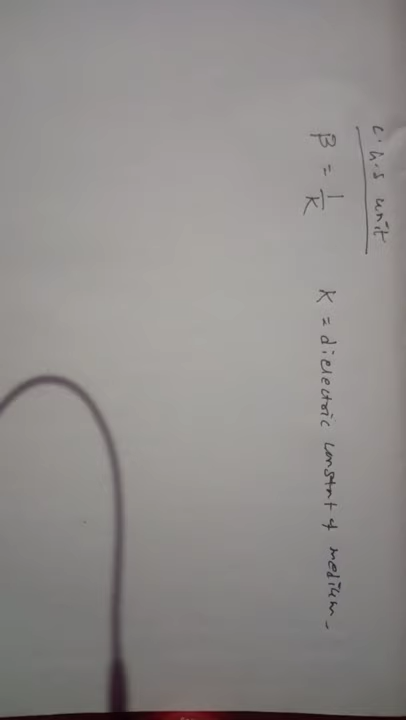 C.G.S unit
β = 1/K K = dielectric constant of medium.